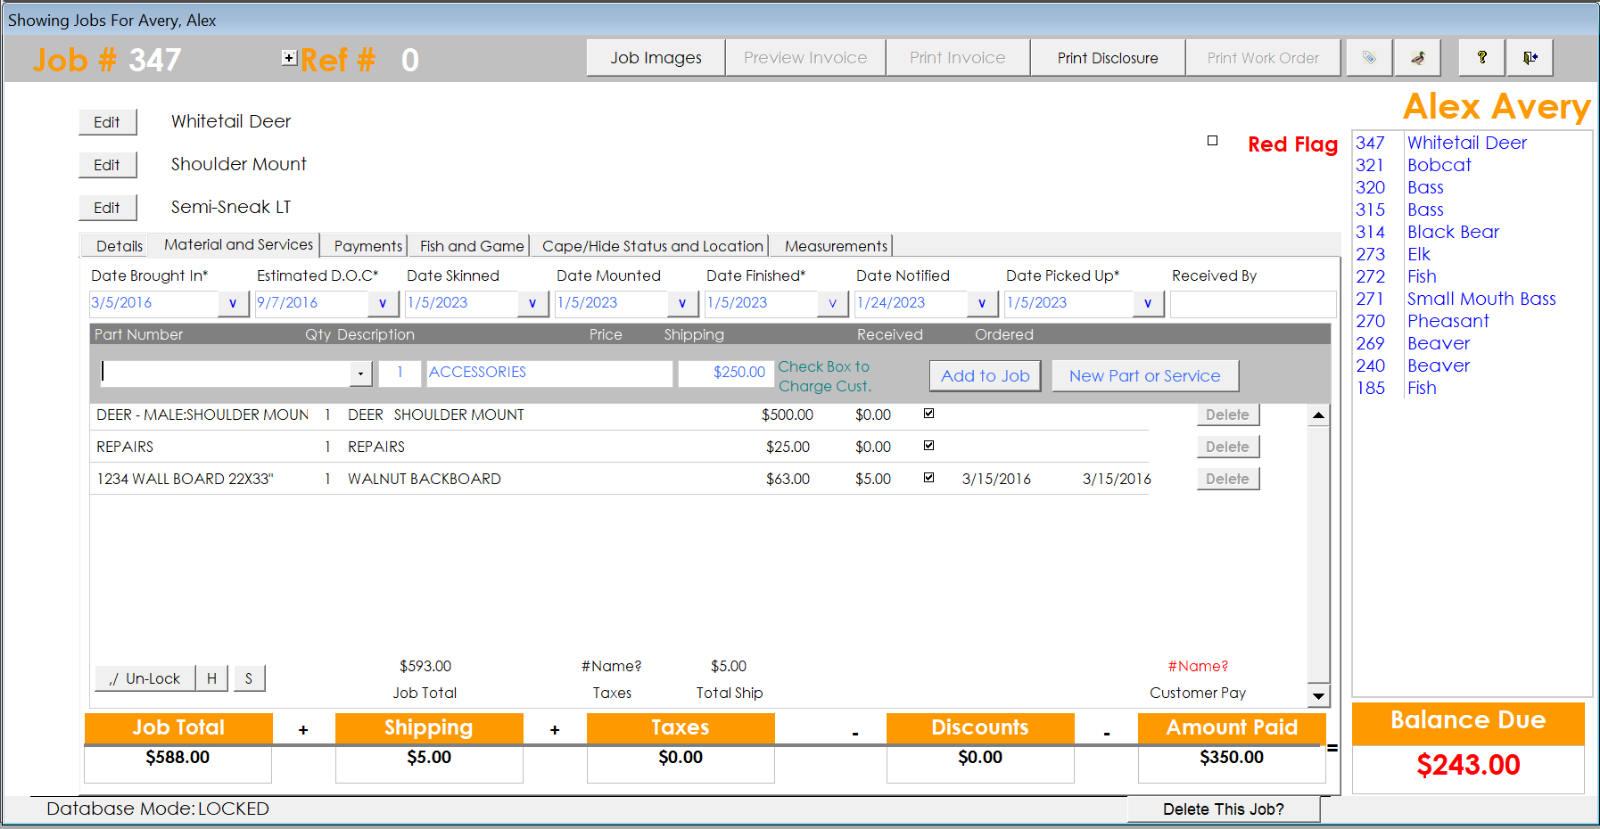 Showing Jobs For Avery, Alex
Job # 347 + Ref # 0 Job Images Preview Invoice Print Invoice Print Disclosure Print Work Order ?
Alex Avery
Edit Whitetail Deer
Edit Shoulder Mount
Edit Semi-Sneak LT
Red Flag
347 Whitetail Deer
321 Bobcat
320 Bass
315 Bass
314 Black Bear
273 Elk
272 Fish
271 Small Mouth Bass
270 Pheasant
269 Beaver
240 Beaver
185 Fish
Details Material and Services Payments Fish and Game Cape/Hide Status and Location Measurements
Date Brought In* Estimated D.O.C* Date Skinned Date Mounted Date Finished* Date Notified Date Picked Up* Received By
3/5/2016 v 9/7/2016 v 1/5/2023 v 1/5/2023 v 1/5/2023 v 1/24/2023 v 1/5/2023 v
Part Number Qty Description Price Shipping Received Ordered
1 ACCESSORIES $250.00 Check Box to
Charge Cust. Add to Job New Part or Service
DEER - MALE:SHOULDER MOUN 1 DEER SHOULDER MOUNT $500.00 $0.00 Delete
REPAIRS 1 REPAIRS $25.00 $0.00 Delete
1234 WALL BOARD 22X33" 1 WALNUT BACKBOARD $63.00 $5.00 3/15/2016 3/15/2016 Delete
,/ Un-Lock H S
$593.00 #Name? $5.00 #Name?
Job Total Taxes Total Ship Customer Pay
Job Total + Shipping + Taxes - Discounts - Amount Paid = Balance Due
$588.00 $5.00 $0.00 $0.00 $350.00 $243.00
Database Mode: LOCKED Delete This Job?